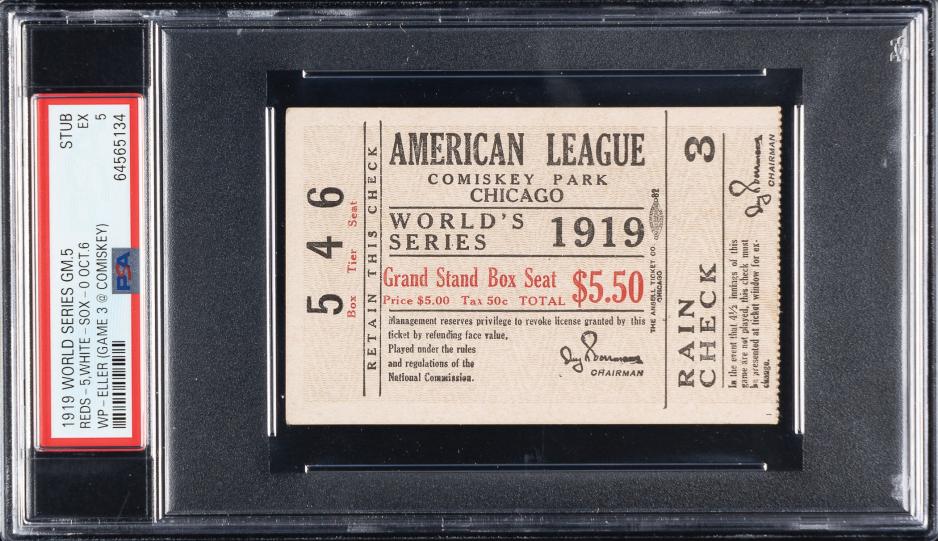 1919 WORLD SERIES GM.5 STUB
REDS-5,WHITE-SOX-0 OCT.6 EX
WP-ELLER (GAME 3 @ COMISKEY) 5
PSA
64565134
5 4 6
Box Tier Seat
RETAIN THIS CHECK
AMERICAN LEAGUE
COMISKEY PARK
CHICAGO
WORLD'S
SERIES
1919
Grand Stand Box Seat $5.50
Price $5.00 Tax 50c TOTAL
Management reserves privilege to revoke license granted by this
ticket by refunding face value.
Played under the rules
and regulations of the
National Commission.
CHAIRMAN
THE ANSELL TICKET CO.
CHICAGO
82
RAIN
CHECK
3
In the event that 4½ innings of this
game are not played, this check must
be presented at ticket window for ex-
change.
CHAIRMAN